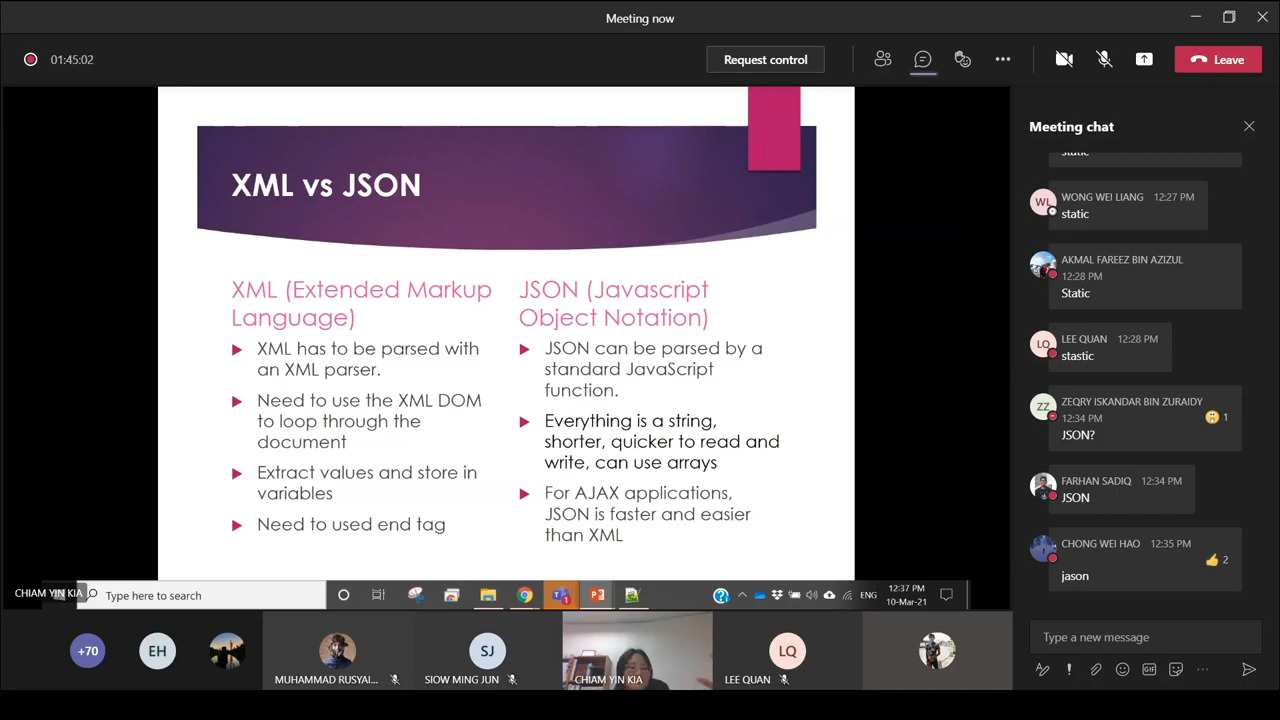 Meeting now
01:45:02
Request control
Leave
XML vs JSON
XML (Extended Markup
Language)
XML has to be parsed with
an XML parser.
Need to use the XML DOM
to loop through the
document
Extract values and store in
variables
Need to used end tag
JSON (Javascript
Object Notation)
JSON can be parsed by a
standard JavaScript
function.
Everything is a string,
shorter, quicker to read and
write, can use arrays
For AJAX applications,
JSON is faster and easier
than XML
Meeting chat
static
WL
WONG WEI LIANG 12:27 PM
static
AKMAL FAREEZ BIN AZIZUL
12:28 PM
Static
LQ
LEE QUAN 12:28 PM
stastic
ZZ
ZEQRY ISKANDAR BIN ZURAIDY
12:34 PM
1
JSON?
FARHAN SADIQ 12:34 PM
JSON
CHONG WEI HAO 12:35 PM
2
jason
Type a new message
GIF
CHIAM YIN KIA
Type here to search
1
ENG
12:37 PM
10-Mar-21
+70
EH
MUHAMMAD RUSYAI...
SJ
SIOW MING JUN
CHIAM YIN KIA
LQ
LEE QUAN